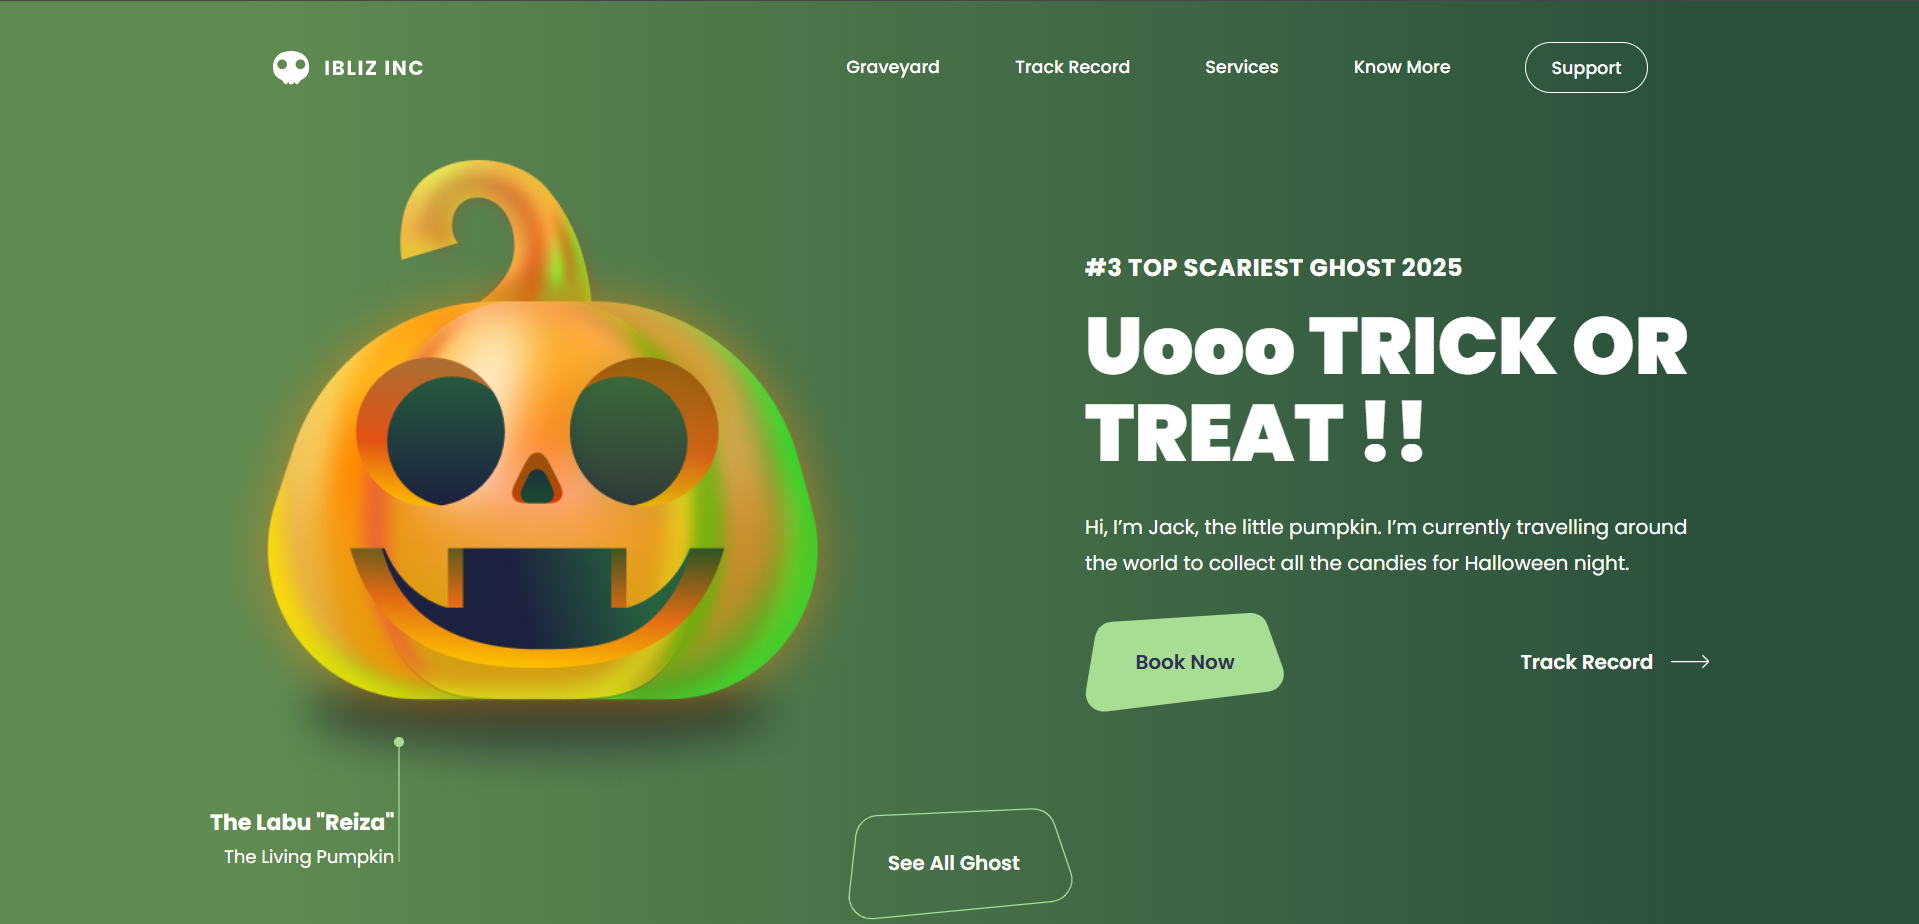 IBLIZ INC
Graveyard
Track Record
Services
Know More
Support
#3 TOP SCARIEST GHOST 2025
Uooo TRICK OR
TREAT !!
Hi, I’m Jack, the little pumpkin. I’m currently travelling around
the world to collect all the candies for Halloween night.
Book Now
Track Record
The Labu "Reiza"
The Living Pumpkin
See All Ghost